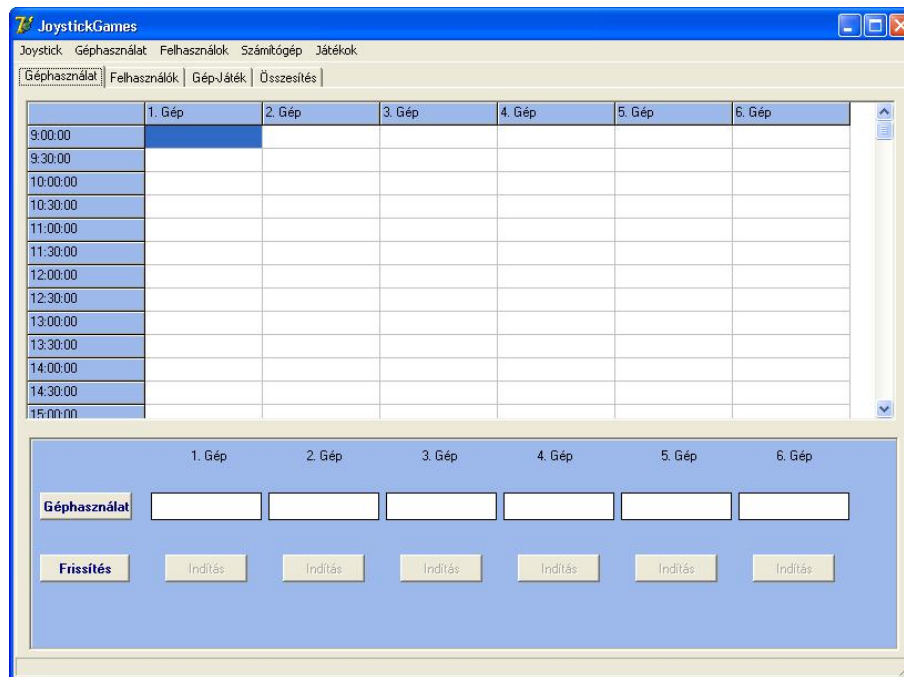 JoystickGames
Joystick Géphasználat Felhasználok Számítógép Játékok
Géphasználat Felhasználók Gép-Játék Összesítés
1. Gép 2. Gép 3. Gép 4. Gép 5. Gép 6. Gép
9:00:00
9:30:00
10:00:00
10:30:00
11:00:00
11:30:00
12:00:00
12:30:00
13:00:00
13:30:00
14:00:00
14:30:00
15:00:00
1. Gép 2. Gép 3. Gép 4. Gép 5. Gép 6. Gép
Géphasználat
Frissítés Indítás Indítás Indítás Indítás Indítás Indítás